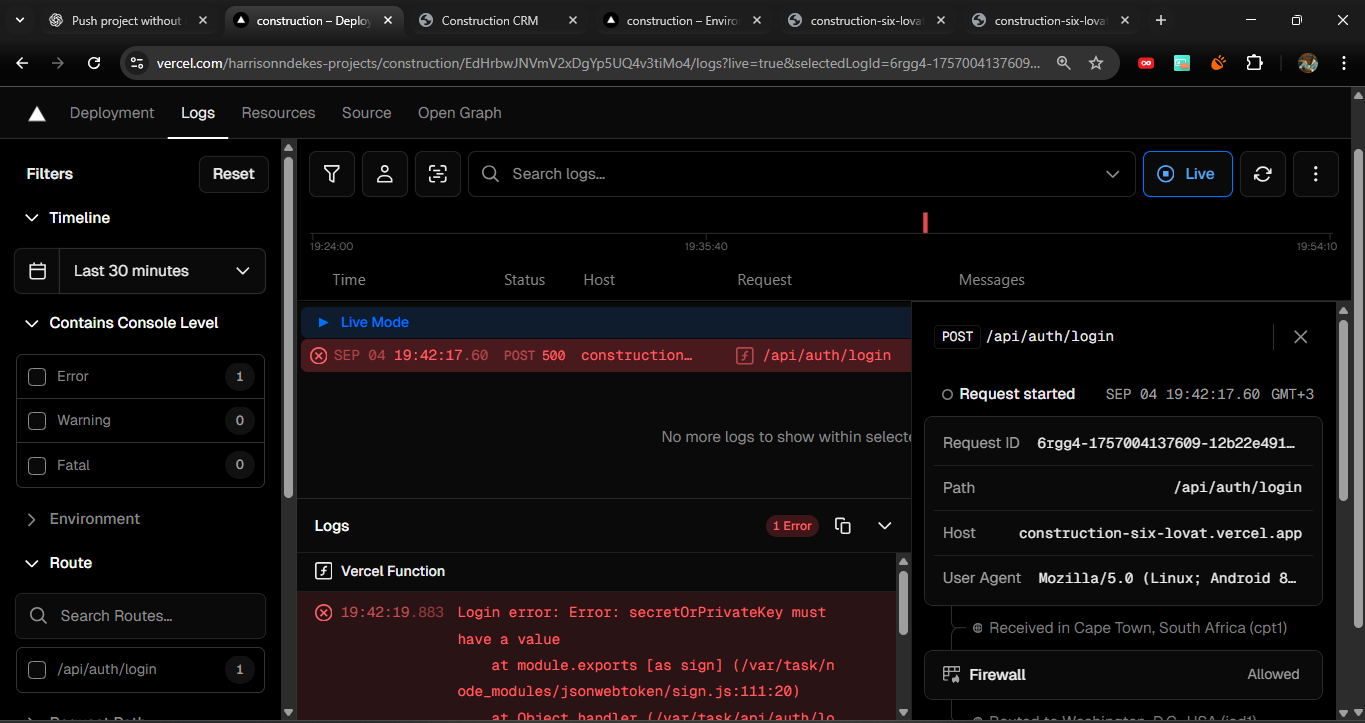 Push project without
construction – Deplo
Construction CRM
construction – Enviro
construction-six-lova
construction-six-lova
vercel.com/harrisonndekes-projects/construction/EdHrbwJNVmV2xDgYp5UQ4v3tiMo4/logs?live=true&selectedLogId=6rgg4-1757004137609...
Deployment Logs Resources Source Open Graph
Filters
Reset
Timeline
Last 30 minutes
Contains Console Level
Error 1
Warning 0
Fatal 0
Environment
Route
Search Routes...
/api/auth/login 1
Search logs...
Live
19:24:00 19:35:40 19:54:10
Time Status Host Request Messages
Live Mode
SEP 04 19:42:17.60 POST 500 construction… /api/auth/login
No more logs to show within selecte
Logs
1 Error
Vercel Function
19:42:19.883 Login error: Error: secretOrPrivateKey must
have a value
at module.exports [as sign] (/var/task/n
ode_modules/jsonwebtoken/sign.js:111:20)
at Object.handler (/var/task/api/auth/lo
POST /api/auth/login
Request started SEP 04 19:42:17.60 GMT+3
Request ID 6rgg4-1757004137609-12b22e491…
Path /api/auth/login
Host construction-six-lovat.vercel.app
User Agent Mozilla/5.0 (Linux; Android 8…
Received in Cape Town, South Africa (cpt1)
Firewall Allowed
Routed to Washington, D.C., USA (iad1)